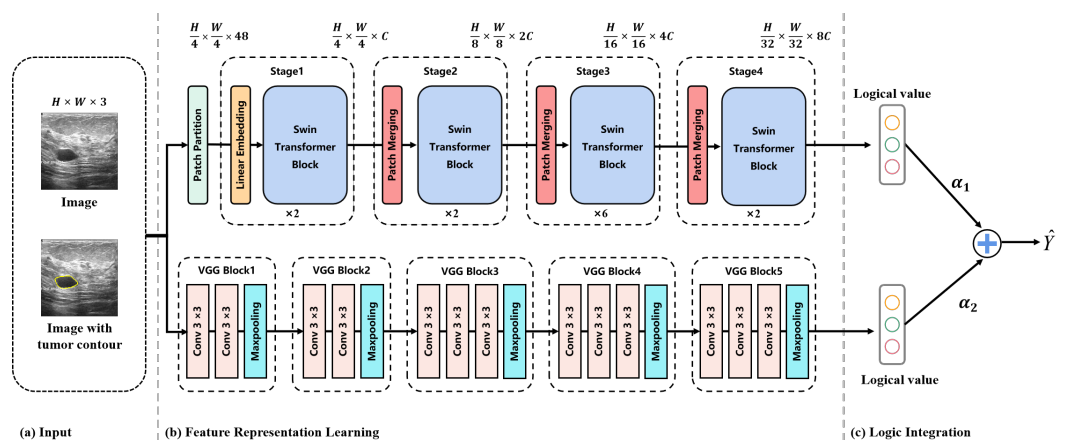 H × W × 3
Image
Image with
tumor contour
(a) Input
H/4 × W/4 × 48
H/4 × W/4 × C
H/8 × W/8 × 2C
H/16 × W/16 × 4C
H/32 × W/32 × 8C
Patch Partition
Stage1
Linear Embedding
Swin
Transformer
Block
×2
Stage2
Patch Merging
Swin
Transformer
Block
×2
Stage3
Patch Merging
Swin
Transformer
Block
×6
Stage4
Patch Merging
Swin
Transformer
Block
×2
VGG Block1
Conv 3 ×3
Conv 3 ×3
Maxpooling
VGG Block2
Conv 3 ×3
Conv 3 ×3
Maxpooling
VGG Block3
Conv 3 ×3
Conv 3 ×3
Conv 3 ×3
Maxpooling
VGG Block4
Conv 3 ×3
Conv 3 ×3
Conv 3 ×3
Maxpooling
VGG Block5
Conv 3 ×3
Conv 3 ×3
Conv 3 ×3
Maxpooling
(b) Feature Representation Learning
Logical value
α₁
Ŷ
α₂
Logical value
(c) Logic Integration